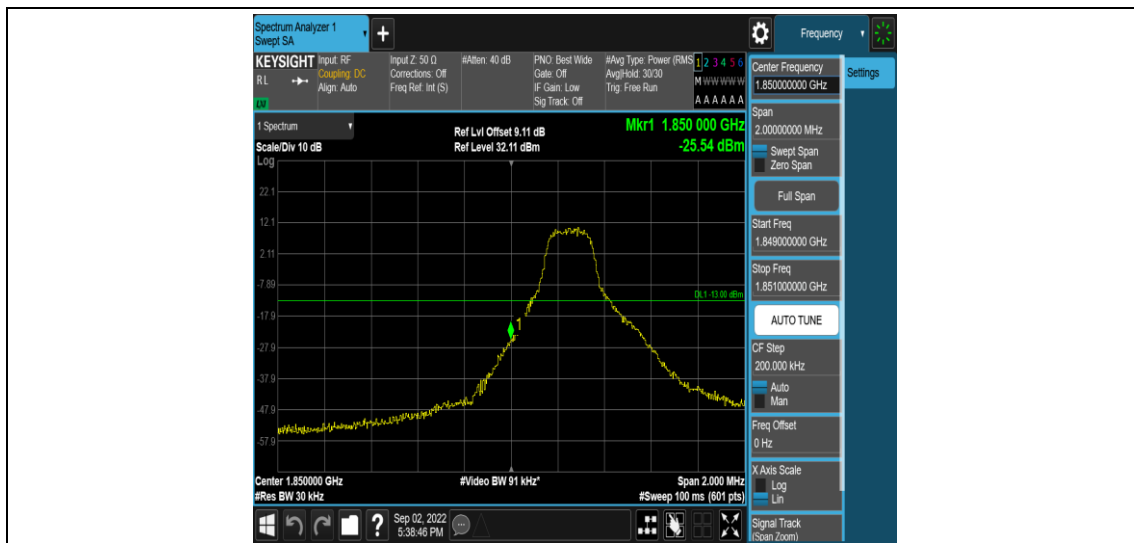 Spectrum Analyzer 1
Swept SA
+
Frequency
KEYSIGHT
RL
LXI
Input: RF
Coupling: DC
Align: Auto
Input Z: 50 Ω
Corrections: Off
Freq Ref: Int (S)
#Atten: 40 dB
PNO: Best Wide
Gate: Off
IF Gain: Low
Sig Track: Off
#Avg Type: Power (RMS
Avg|Hold: 30/30
Trig: Free Run
1 2 3 4 5 6
M W W W W W
A A A A A A
1 Spectrum
Scale/Div 10 dB
Ref Lvl Offset 9.11 dB
Ref Level 32.11 dBm
Mkr1 1.850 000 GHz
-25.54 dBm
Log
22.1
12.1
2.11
-7.89
-17.9
-27.9
-37.9
-47.9
-57.9
DL1 -13.00 dBm
1
Center 1.850000 GHz
#Res BW 30 kHz
#Video BW 91 kHz*
Span 2.000 MHz
#Sweep 100 ms (601 pts)
Center Frequency
1.850000000 GHz
Settings
Span
2.00000000 MHz
Swept Span
Zero Span
Full Span
Start Freq
1.849000000 GHz
Stop Freq
1.851000000 GHz
AUTO TUNE
CF Step
200.000 kHz
Auto
Man
Freq Offset
0 Hz
X Axis Scale
Log
Lin
Signal Track
(Span Zoom)
?
Sep 02, 2022
5:38:46 PM